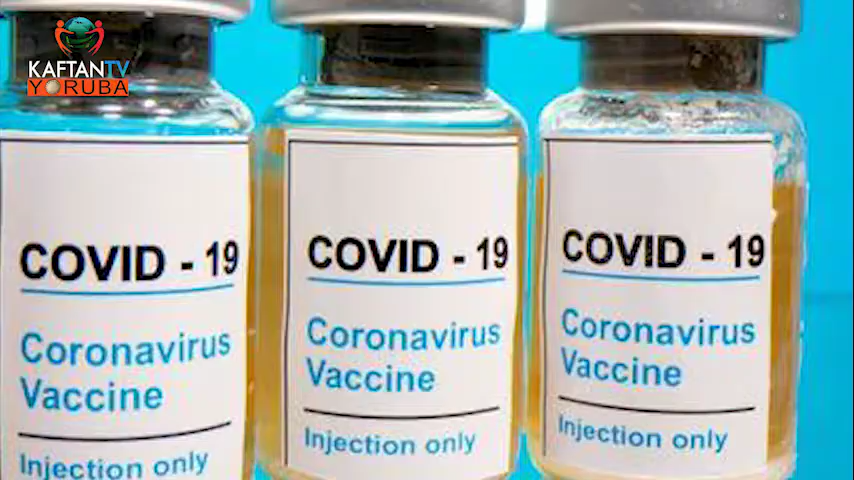 KAFTANTV
YORUBA
COVID - 19
Coronavirus
Vaccine
Injection only
COVID - 19
Coronavirus
Vaccine
Injection only
COVID - 19
Coronavirus
Vaccine
Injection only